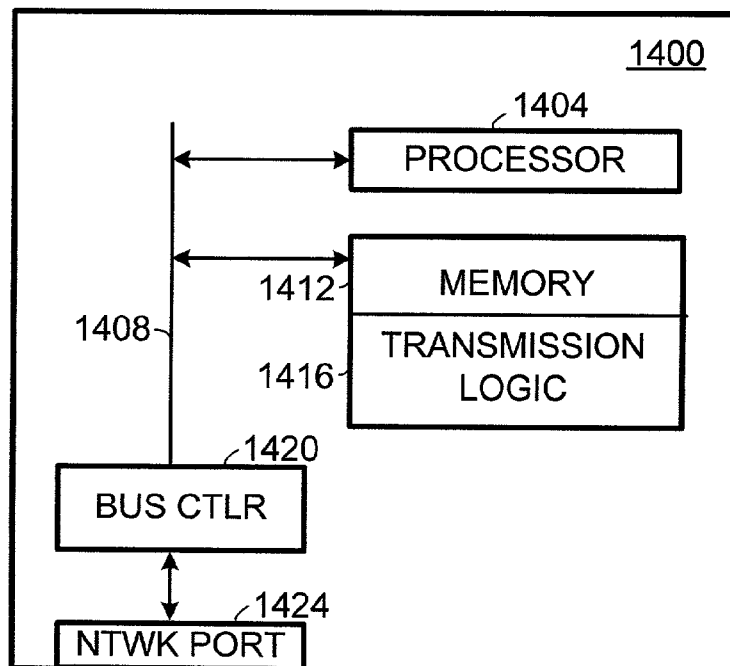 1400
1404
PROCESSOR
1412
MEMORY
1408
1416
TRANSMISSION
LOGIC
1420
BUS CTLR
1424
NTWK PORT